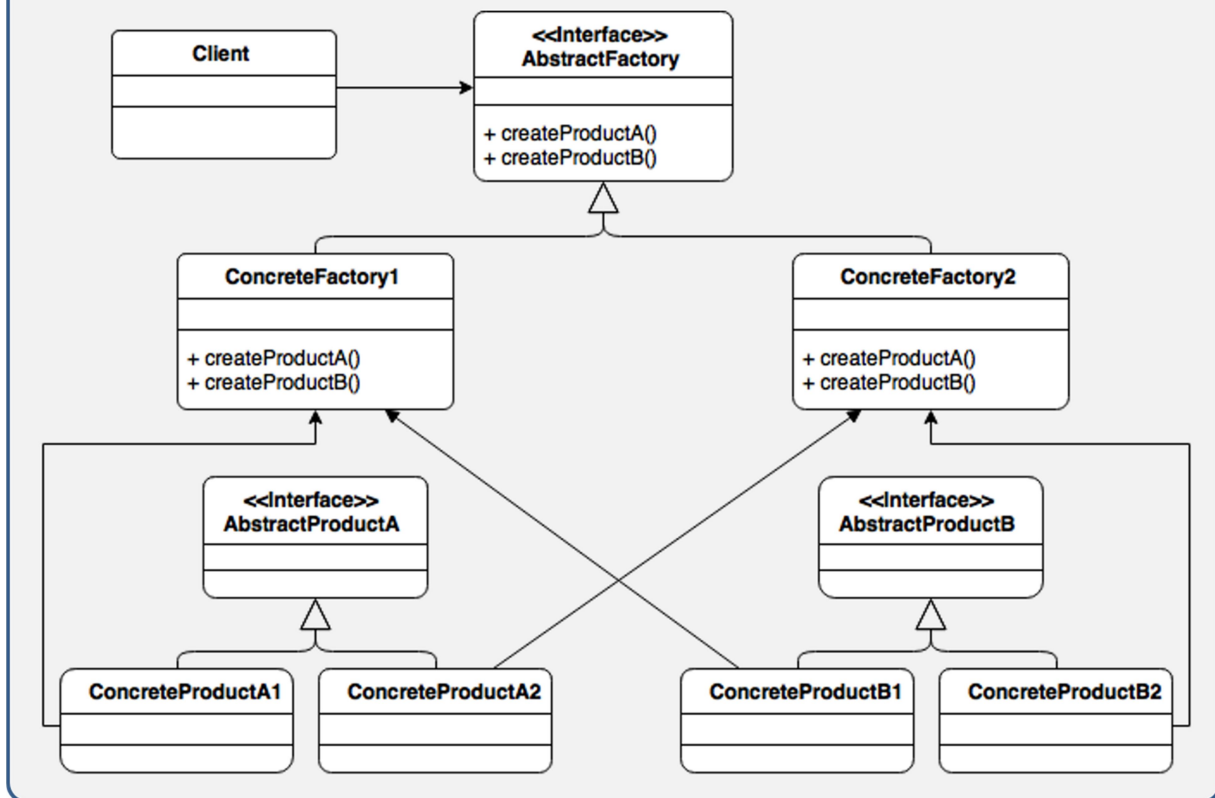 Client
<<Interface>>
AbstractFactory
+ createProductA()
+ createProductB()
ConcreteFactory1
+ createProductA()
+ createProductB()
ConcreteFactory2
+ createProductA()
+ createProductB()
<<Interface>>
AbstractProductA
<<Interface>>
AbstractProductB
ConcreteProductA1
ConcreteProductA2
ConcreteProductB1
ConcreteProductB2